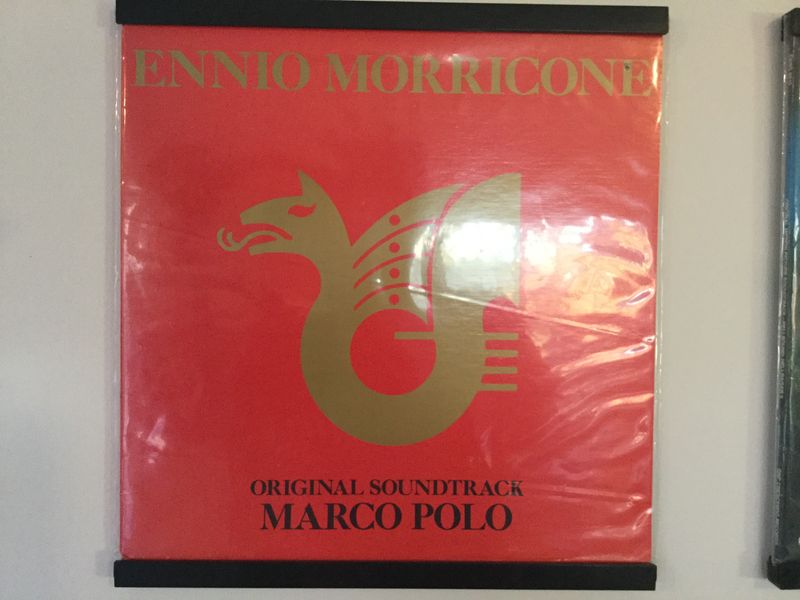 ENNIO MORRICONE
ORIGINAL SOUNDTRACK
MARCO POLO